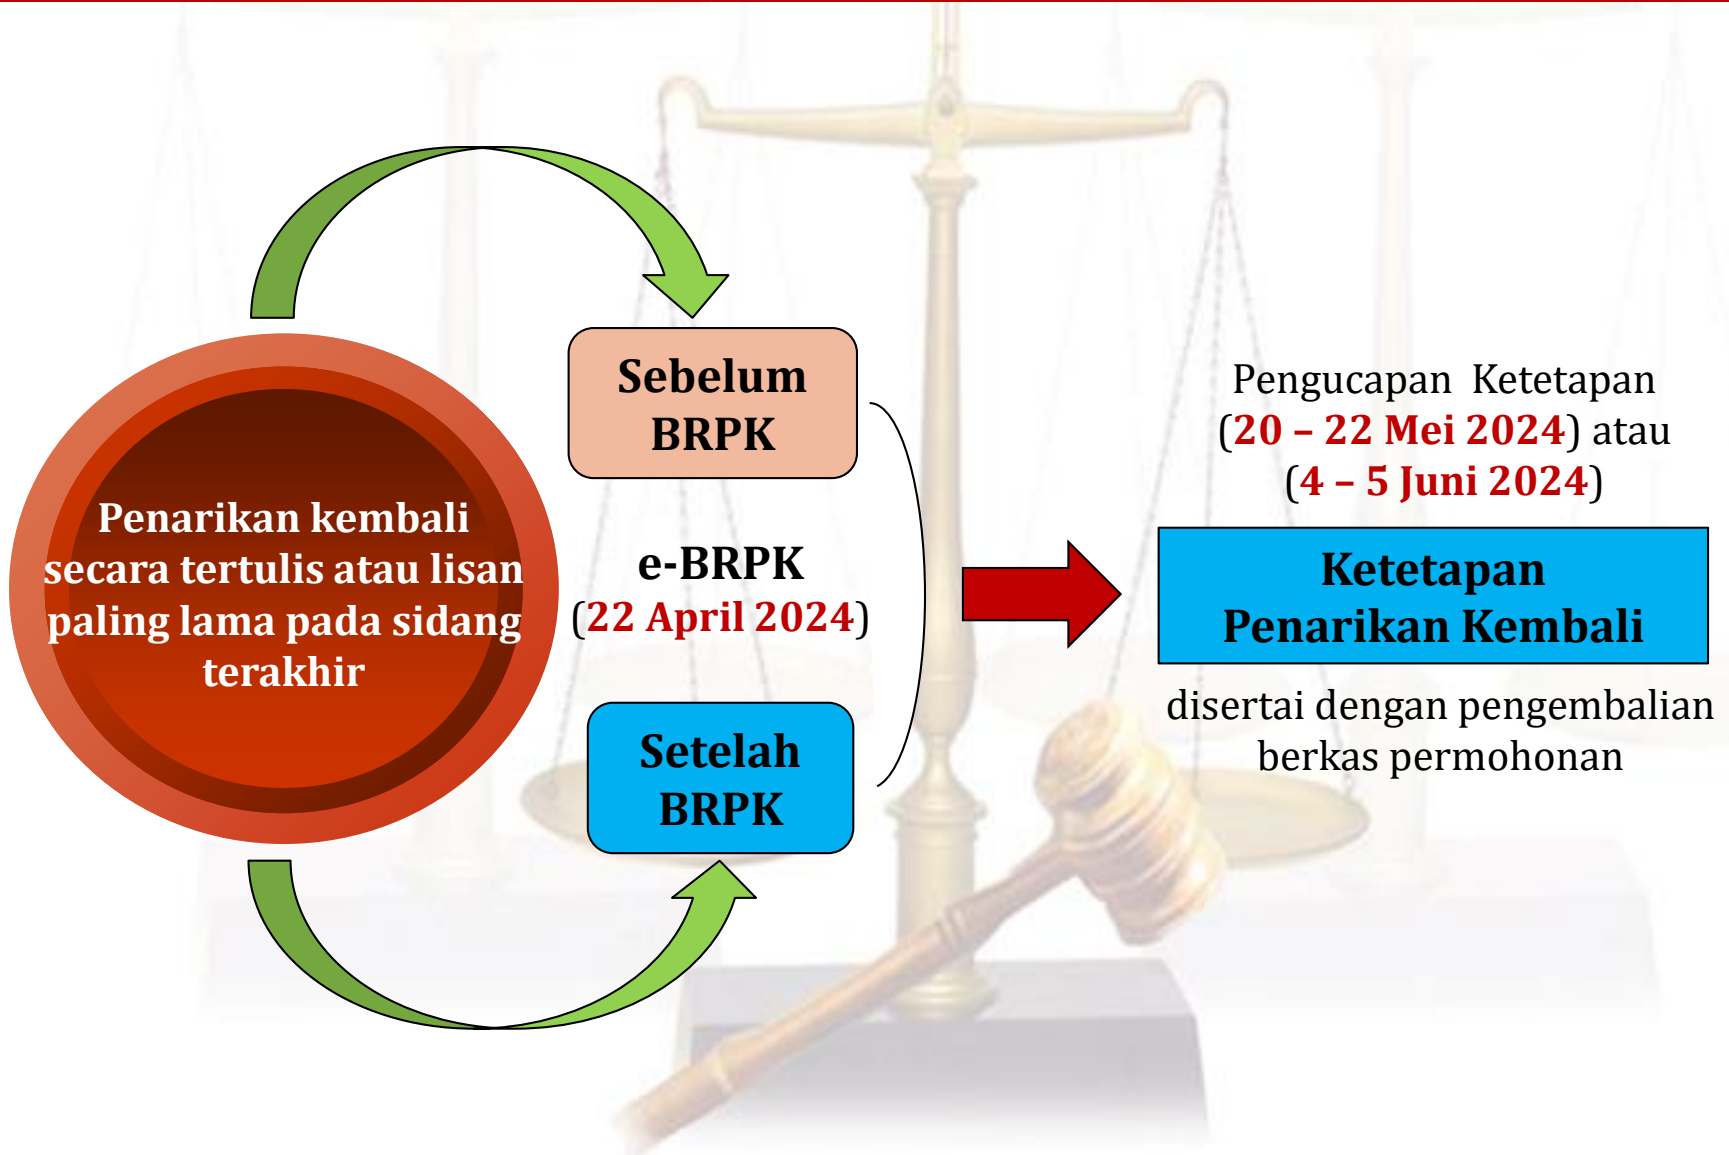 Penarikan kembali
secara tertulis atau lisan
paling lama pada sidang
terakhir
Sebelum
BRPK
e-BRPK
(22 April 2024)
Setelah
BRPK
Pengucapan Ketetapan
(20 – 22 Mei 2024) atau
(4 – 5 Juni 2024)
Ketetapan
Penarikan Kembali
disertai dengan pengembalian
berkas permohonan